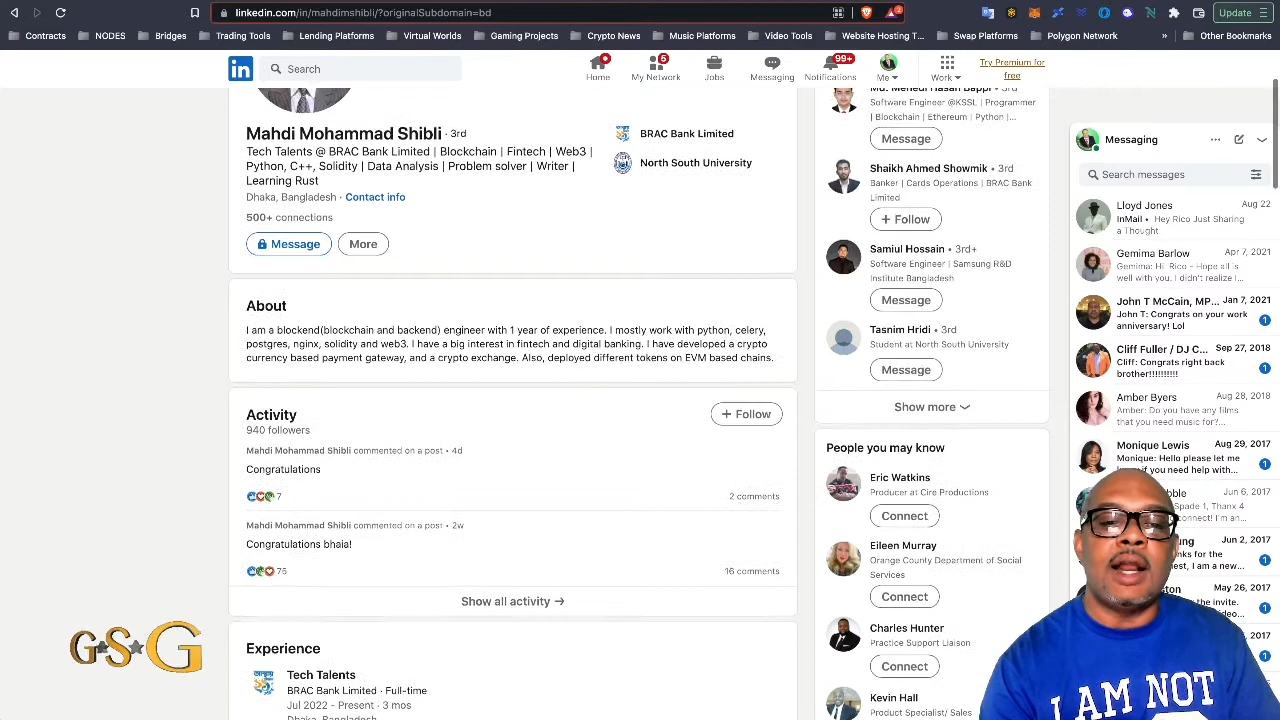 linkedin.com/in/mahdimshibli/?originalSubdomain=bd
Update
Contracts
NODES
Bridges
Trading Tools
Lending Platforms
Virtual Worlds
Gaming Projects
Crypto News
Music Platforms
Video Tools
Website Hosting T...
Swap Platforms
Polygon Network
»
Other Bookmarks
in
Search
Home
5
My Network
Jobs
Messaging
99+
Notifications
Me
Work
Try Premium for
free
Mahdi Mohammad Shibli · 3rd
Tech Talents @ BRAC Bank Limited | Blockchain | Fintech | Web3 |
Python, C++, Solidity | Data Analysis | Problem solver | Writer |
Learning Rust
Dhaka, Bangladesh · Contact info
500+ connections
Message
More
BRAC Bank Limited
North South University
About
I am a blockend(blockchain and backend) engineer with 1 year of experience. I mostly work with python, celery,
postgres, nginx, solidity and web3. I have a big interest in fintech and digital banking. I have developed a crypto
currency based payment gateway, and a crypto exchange. Also, deployed different tokens on EVM based chains.
Activity
+ Follow
940 followers
Mahdi Mohammad Shibli commented on a post • 4d
Congratulations
7
2 comments
Mahdi Mohammad Shibli commented on a post • 2w
Congratulations bhaia!
75
16 comments
Show all activity →
Experience
Tech Talents
BRAC Bank Limited · Full-time
Jul 2022 - Present · 3 mos
Dhaka, Bangladesh
Md. Mehedi Hasan Bappi • 3rd
Software Engineer @KSSL | Programmer
| Blockchain | Ethereum | Python |...
Message
Shaikh Ahmed Showmik • 3rd
Banker | Cards Operations | BRAC Bank
Limited
+ Follow
Samiul Hossain • 3rd+
Software Engineer | Samsung R&D
Institute Bangladesh
Message
Tasnim Hridi • 3rd
Student at North South University
Message
Show more
People you may know
Eric Watkins
Producer at Cire Productions
Connect
Eileen Murray
Orange County Department of Social
Services
Connect
Charles Hunter
Practice Support Liaison
Connect
Kevin Hall
Product Specialist/ Sales
Messaging
Search messages
Lloyd Jones Aug 22
InMail • Hey Rico Just Sharing
a Thought
Gemima Barlow Apr 7, 2021
Gemima: Hi Rico - Hope all is
well with you. I didn't realize I...
John T McCain, MP... Jan 7, 2021
John T: Congrats on your work
anniversary! Lol
1
Cliff Fuller / DJ C... Sep 27, 2018
Cliff: Congrats right back
brother!!!!!!!!!!
1
Amber Byers Aug 28, 2018
Amber: Do you have any films
that you need music for?...
Monique Lewis Aug 29, 2017
Monique: Hello please let me
if you need help with...
1
Jun 6, 2017
Spade 1, Thanx 4
connect! I'm an...
Jun 2, 2017
for the
I am a new...
1
May 26, 2017
the invite.
video...
1
2017
1
G★S★G
I AM NOT